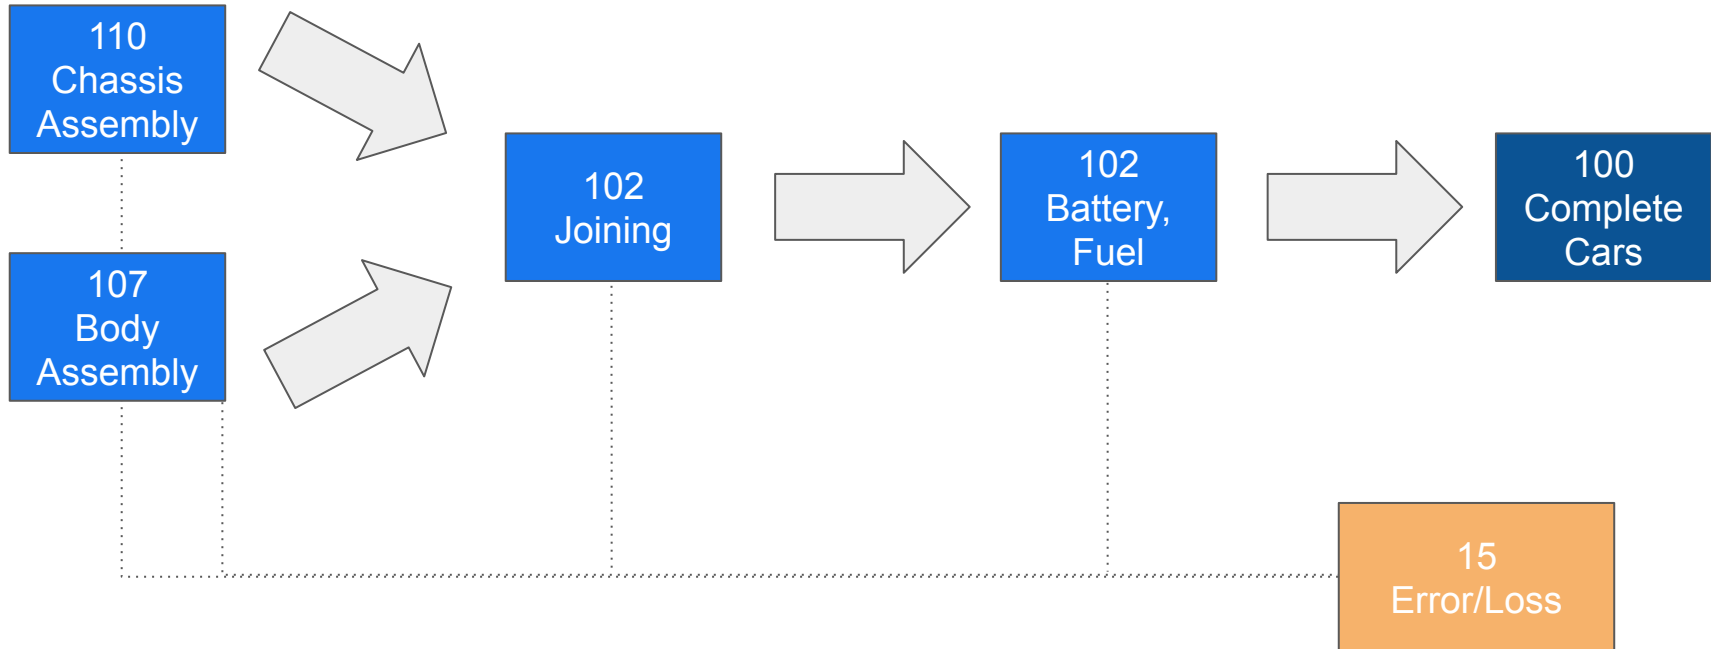 110
Chassis
Assembly
107
Body
Assembly
102
Joining
102
Battery,
Fuel
100
Complete
Cars
15
Error/Loss